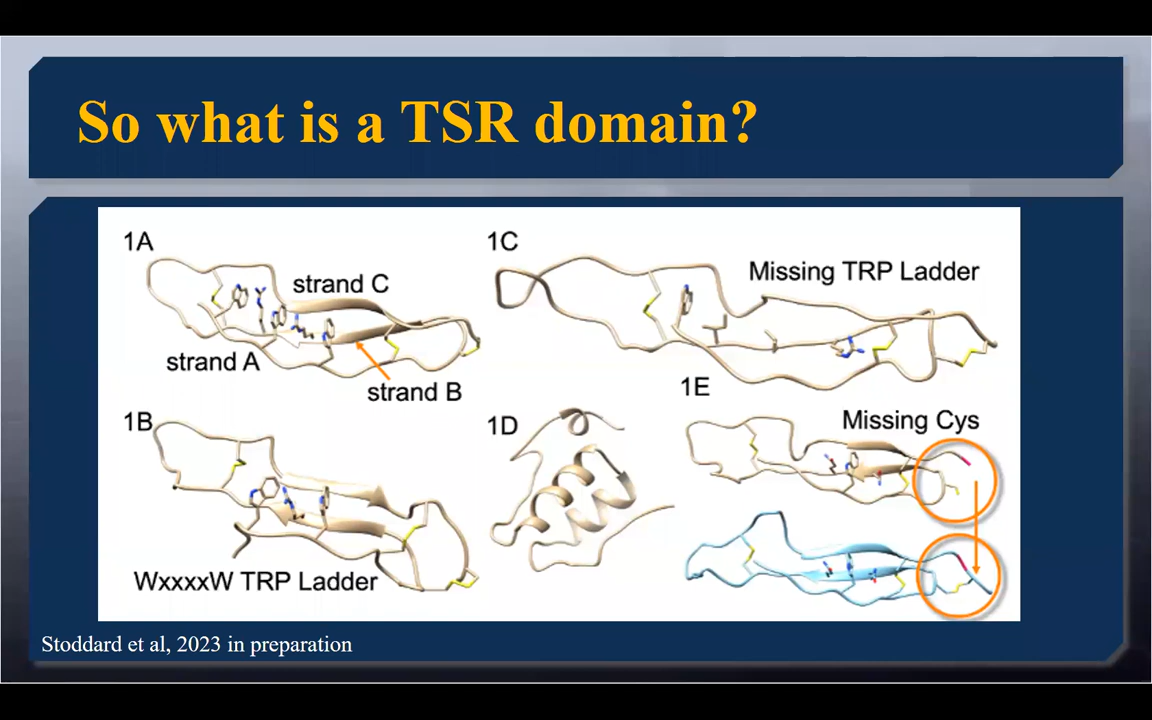 So what is a TSR domain?
1A
strand C
strand A
strand B
1C
Missing TRP Ladder
1B
WxxxxW TRP Ladder
1D
1E
Missing Cys
Stoddard et al, 2023 in preparation